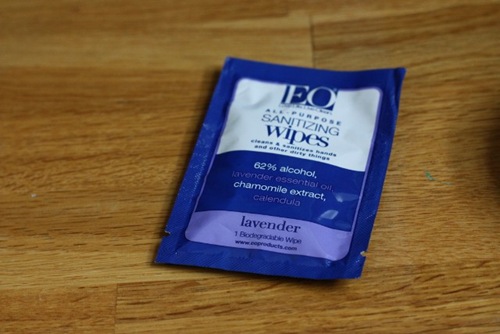 EO
ALL-PURPOSE
SANITIZING
wipes
cleans & sanitizes hands
and other dirty things
62% alcohol,
lavender essential oil,
chamomile extract,
calendula
lavender
1 Biodegradable Wipe
www.eoproducts.com